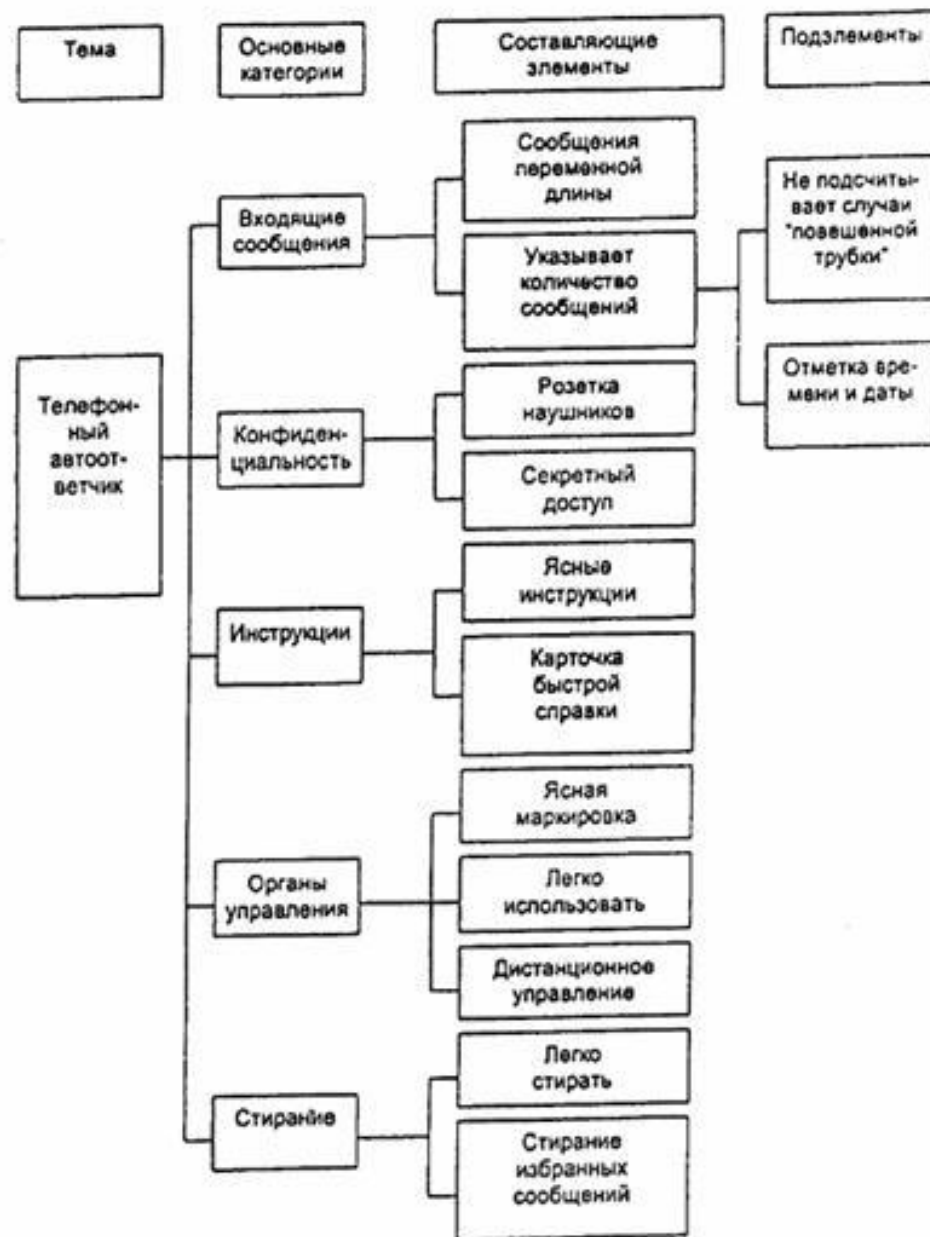 Тема
Основные
категории
Составляющие
элементы
Подэлементы
Входящие
сообщения
Сообщения
переменной
длины
Указывает
количество
сообщений
Не подсчиты-
вает случаи
"повешенной
трубки"
Отметка вре-
мени и даты
Телефон-
ный
автоот-
ветчик
Конфиден-
циальность
Розетка
наушников
Секретный
доступ
Инструкции
Ясные
инструкции
Карточка
быстрой
справки
Органы
управления
Ясная
маркировка
Легко
использовать
Дистанционное
управление
Стирание
Легко
стирать
Стирание
избранных
сообщений